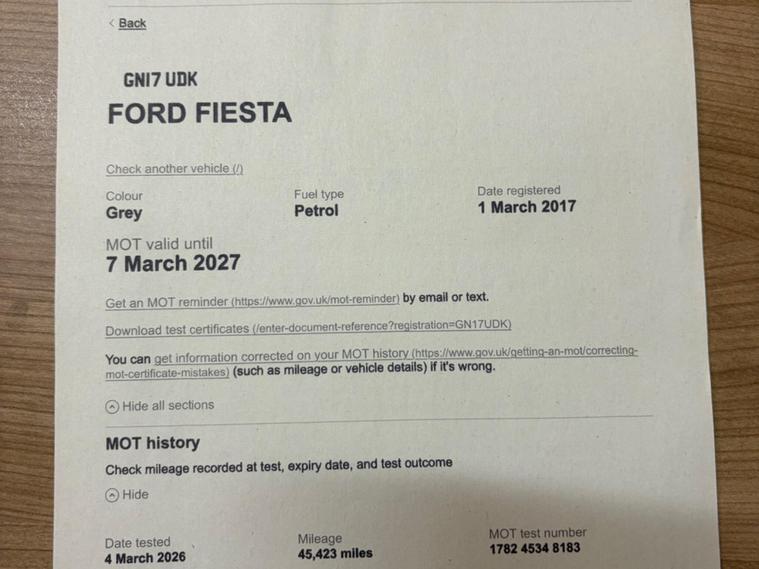 Back
GN17 UDK
FORD FIESTA
Check another vehicle (/)
Colour Fuel type Date registered
Grey Petrol 1 March 2017
MOT valid until
7 March 2027
Get an MOT reminder (https://www.gov.uk/mot-reminder) by email or text.
Download test certificates (/enter-document-reference?registration=GN17UDK)
You can get information corrected on your MOT history (https://www.gov.uk/getting-an-mot/correcting-
mot-certificate-mistakes) (such as mileage or vehicle details) if it's wrong.
Hide all sections
MOT history
Check mileage recorded at test, expiry date, and test outcome
Hide
Date tested Mileage MOT test number
4 March 2026 45,423 miles 1782 4534 8183